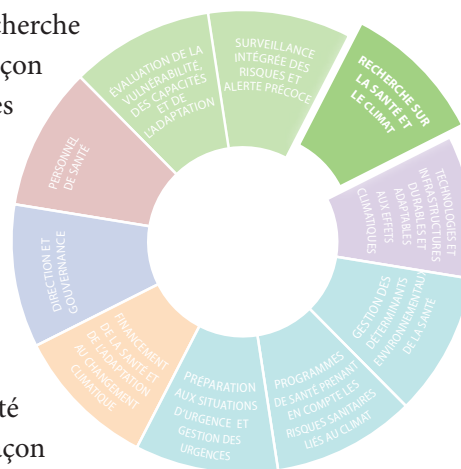 cherche
çon
es
té
açon
SURVEILLANCE
INTÉGRÉE DES
RISQUES ET
ALERTE PRÉCOCE
RECHERCHE SUR
LA SANTÉ ET
LE CLIMAT
TECHNOLOGIES ET
INFRASTRUCTURES
DURABLES ET
ADAPTABLES
AUX EFFETS
CLIMATIQUES
GESTION DES
DÉTERMINANTS
ENVIRONNEMENTAUX
DE LA SANTÉ
PROGRAMMES
DE SANTÉ PRENANT
EN COMPTE LES
RISQUES SANITAIRES
LIÉS AU CLIMAT
PRÉPARATION
AUX SITUATIONS
D'URGENCE ET
GESTION DES
URGENCES
FINANCEMENT
DE LA SANTÉ ET
DE L'ADAPTATION
AU CHANGEMENT
CLIMATIQUE
DIRECTION ET
GOUVERNANCE
PERSONNEL
DE SANTÉ
ÉVALUATION DE LA
VULNÉRABILITÉ,
DES CAPACITÉS
ET DE
L'ADAPTATION